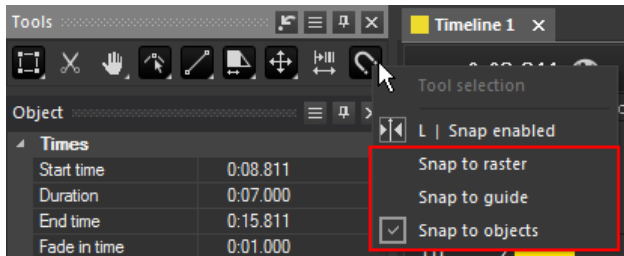 Tools
Timeline 1
Tool selection
Object
L | Snap enabled
Times
Snap to raster
Start time 0:08.811
Snap to guide
Duration 0:07.000
End time 0:15.811
Snap to objects
Fade in time 0:01.000